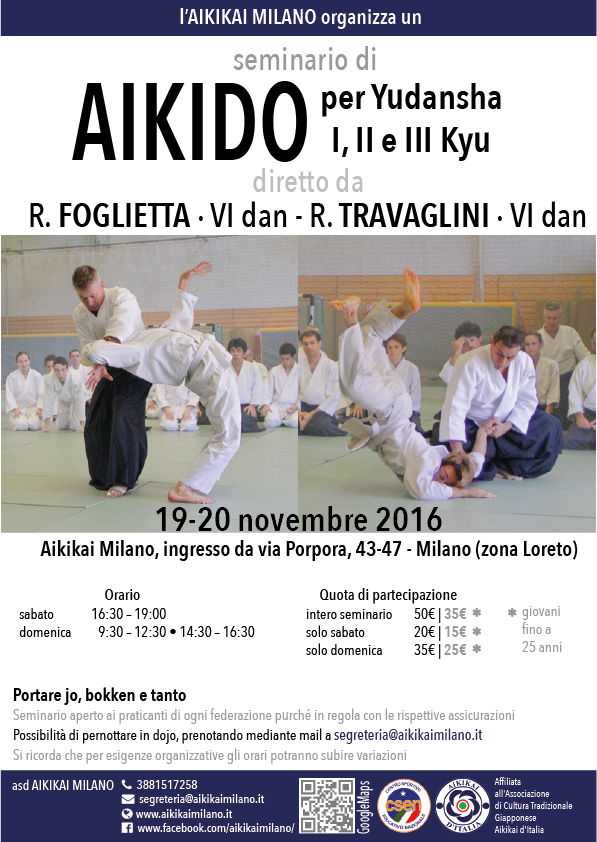 l'AIKIKAI MILANO organizza un
seminario di
AIKIDO per Yudansha
I, II e III Kyu
diretto da
R. FOGLIETTA · VI dan - R. TRAVAGLINI · VI dan
19-20 novembre 2016
Aikikai Milano, ingresso da via Porpora, 43-47 - Milano (zona Loreto)
Orario
sabato 16:30 – 19:00
domenica 9:30 – 12:30 • 14:30 – 16:30
Quota di partecipazione
intero seminario 50€ | 35€ *
solo sabato 20€ | 15€ *
solo domenica 35€ | 25€ *
* giovani
fino a
25 anni
Portare jo, bokken e tanto
Seminario aperto ai praticanti di ogni federazione purché in regola con le rispettive assicurazioni
Possibilità di pernottare in dojo, prenotando mediante mail a segreteria@aikikaimilano.it
Si ricorda che per esigenze organizzative gli orari potranno subire variazioni
asd AIKIKAI MILANO 3881517258
segreteria@aikikaimilano.it
www.aikikaimilano.it
www.facebook.com/aikikaimilano/
GoogleMaps
CENTRO SPORTIVO
csen
EDUCATIVO NAZIONALE
AIKIKAI
D'ITALIA
Affiliata
all'Associazione
di Cultura Tradizionale
Giapponese
Aikikai d'Italia